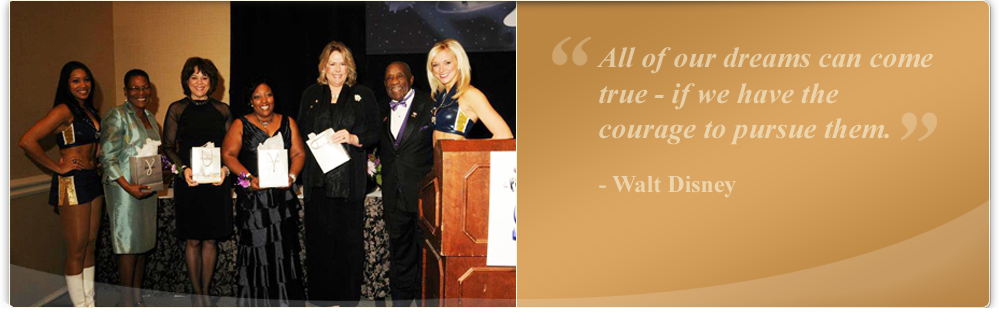 “ All of our dreams can come
true - if we have the
courage to pursue them. ”
- Walt Disney